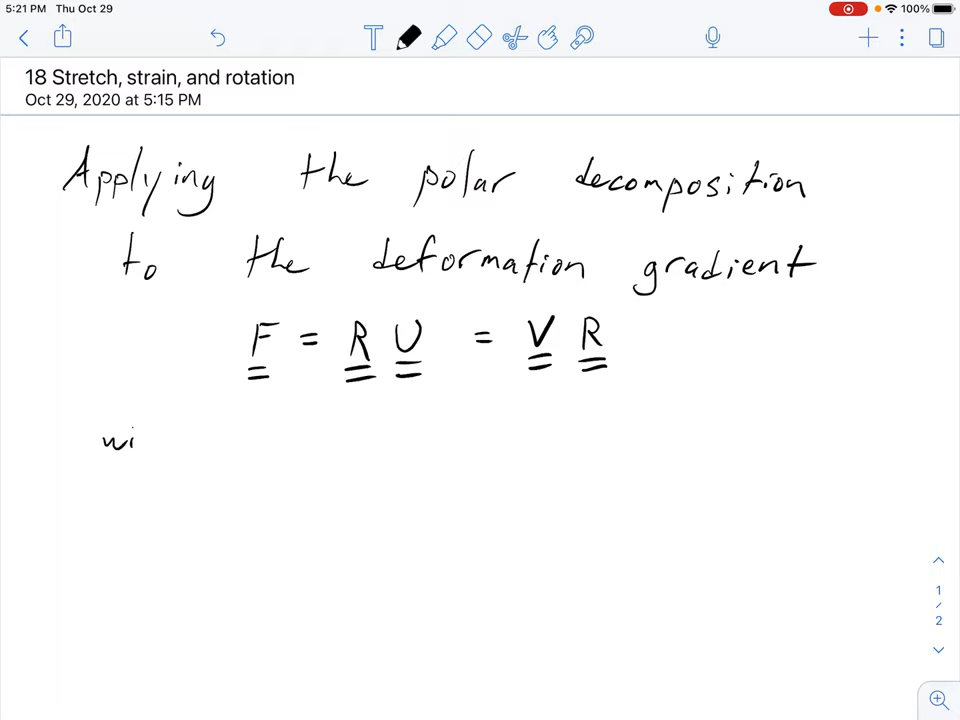 5:21 PM Thu Oct 29
100%
T
18 Stretch, strain, and rotation
Oct 29, 2020 at 5:15 PM
Applying the polar decomposition
to the deformation gradient
F = R U = V R
wi
1
/
2